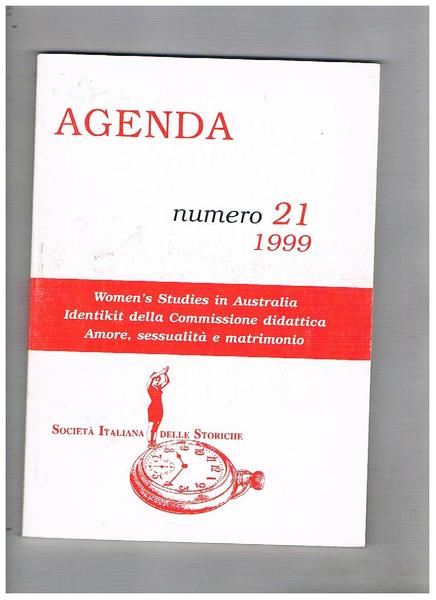 AGENDA
numero 21
1999
Women's Studies in Australia
Identikit della Commissione didattica
Amore, sessualità e matrimonio
SOCIETÀ ITALIANA DELLE STORICHE